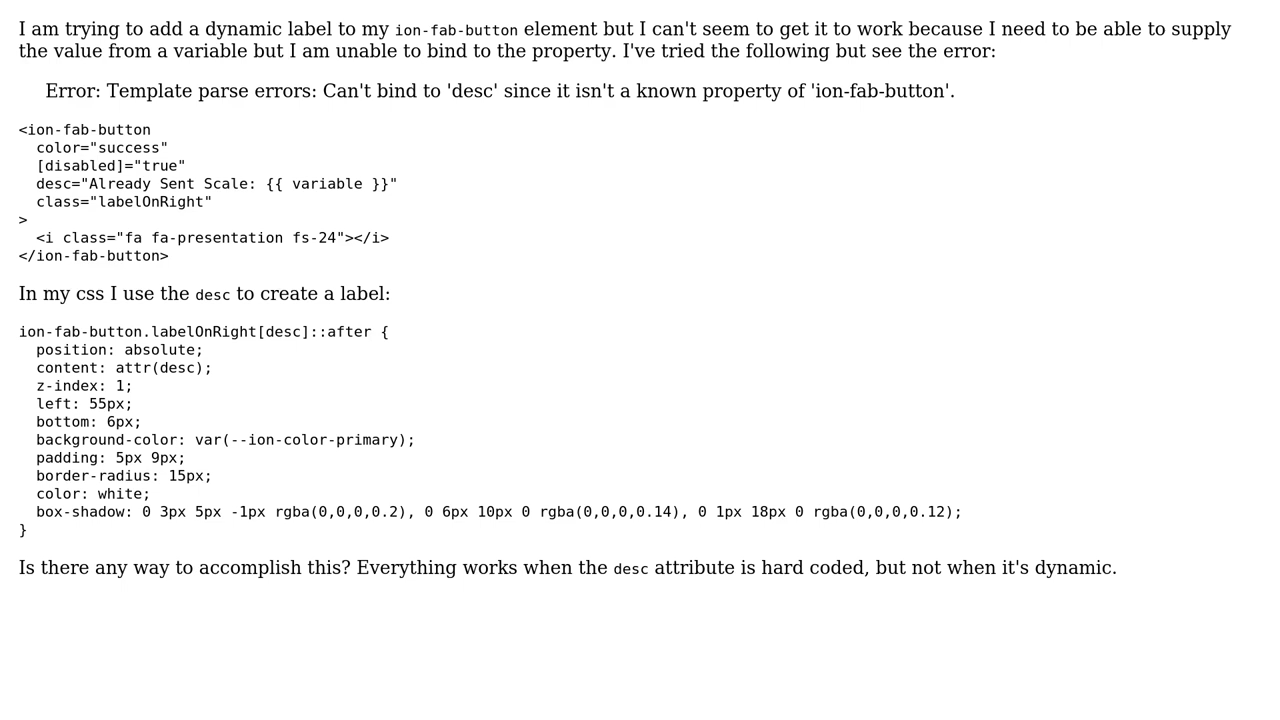 I am trying to add a dynamic label to my ion-fab-button element but I can't seem to get it to work because I need to be able to supply
the value from a variable but I am unable to bind to the property. I've tried the following but see the error:
Error: Template parse errors: Can't bind to 'desc' since it isn't a known property of 'ion-fab-button'.
<ion-fab-button
  color="success"
  [disabled]="true"
  desc="Already Sent Scale: {{ variable }}"
  class="labelOnRight"
>
  <i class="fa fa-presentation fs-24"></i>
</ion-fab-button>
In my css I use the desc to create a label:
ion-fab-button.labelOnRight[desc]::after {
  position: absolute;
  content: attr(desc);
  z-index: 1;
  left: 55px;
  bottom: 6px;
  background-color: var(--ion-color-primary);
  padding: 5px 9px;
  border-radius: 15px;
  color: white;
  box-shadow: 0 3px 5px -1px rgba(0,0,0,0.2), 0 6px 10px 0 rgba(0,0,0,0.14), 0 1px 18px 0 rgba(0,0,0,0.12);
}
Is there any way to accomplish this? Everything works when the desc attribute is hard coded, but not when it's dynamic.